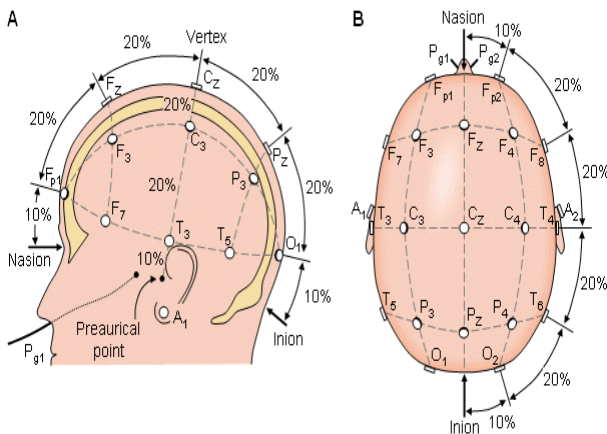 A
Vertex
20%
20%
FZ
CZ
20%
20%
20%
C3
F3
PZ
Fp1
20%
P3
20%
10%
F7
T3
T5
O1
Nasion
10%
10%
A1
Preaurical
point
Inion
Pg1
B
Nasion
10%
Pg1
Pg2
Fp1
Fp2
20%
F7
F3
FZ
F4
F8
20%
A1
T3
C3
CZ
C4
T4
A2
20%
T5
P3
PZ
P4
T6
O1
O2
20%
Inion
10%